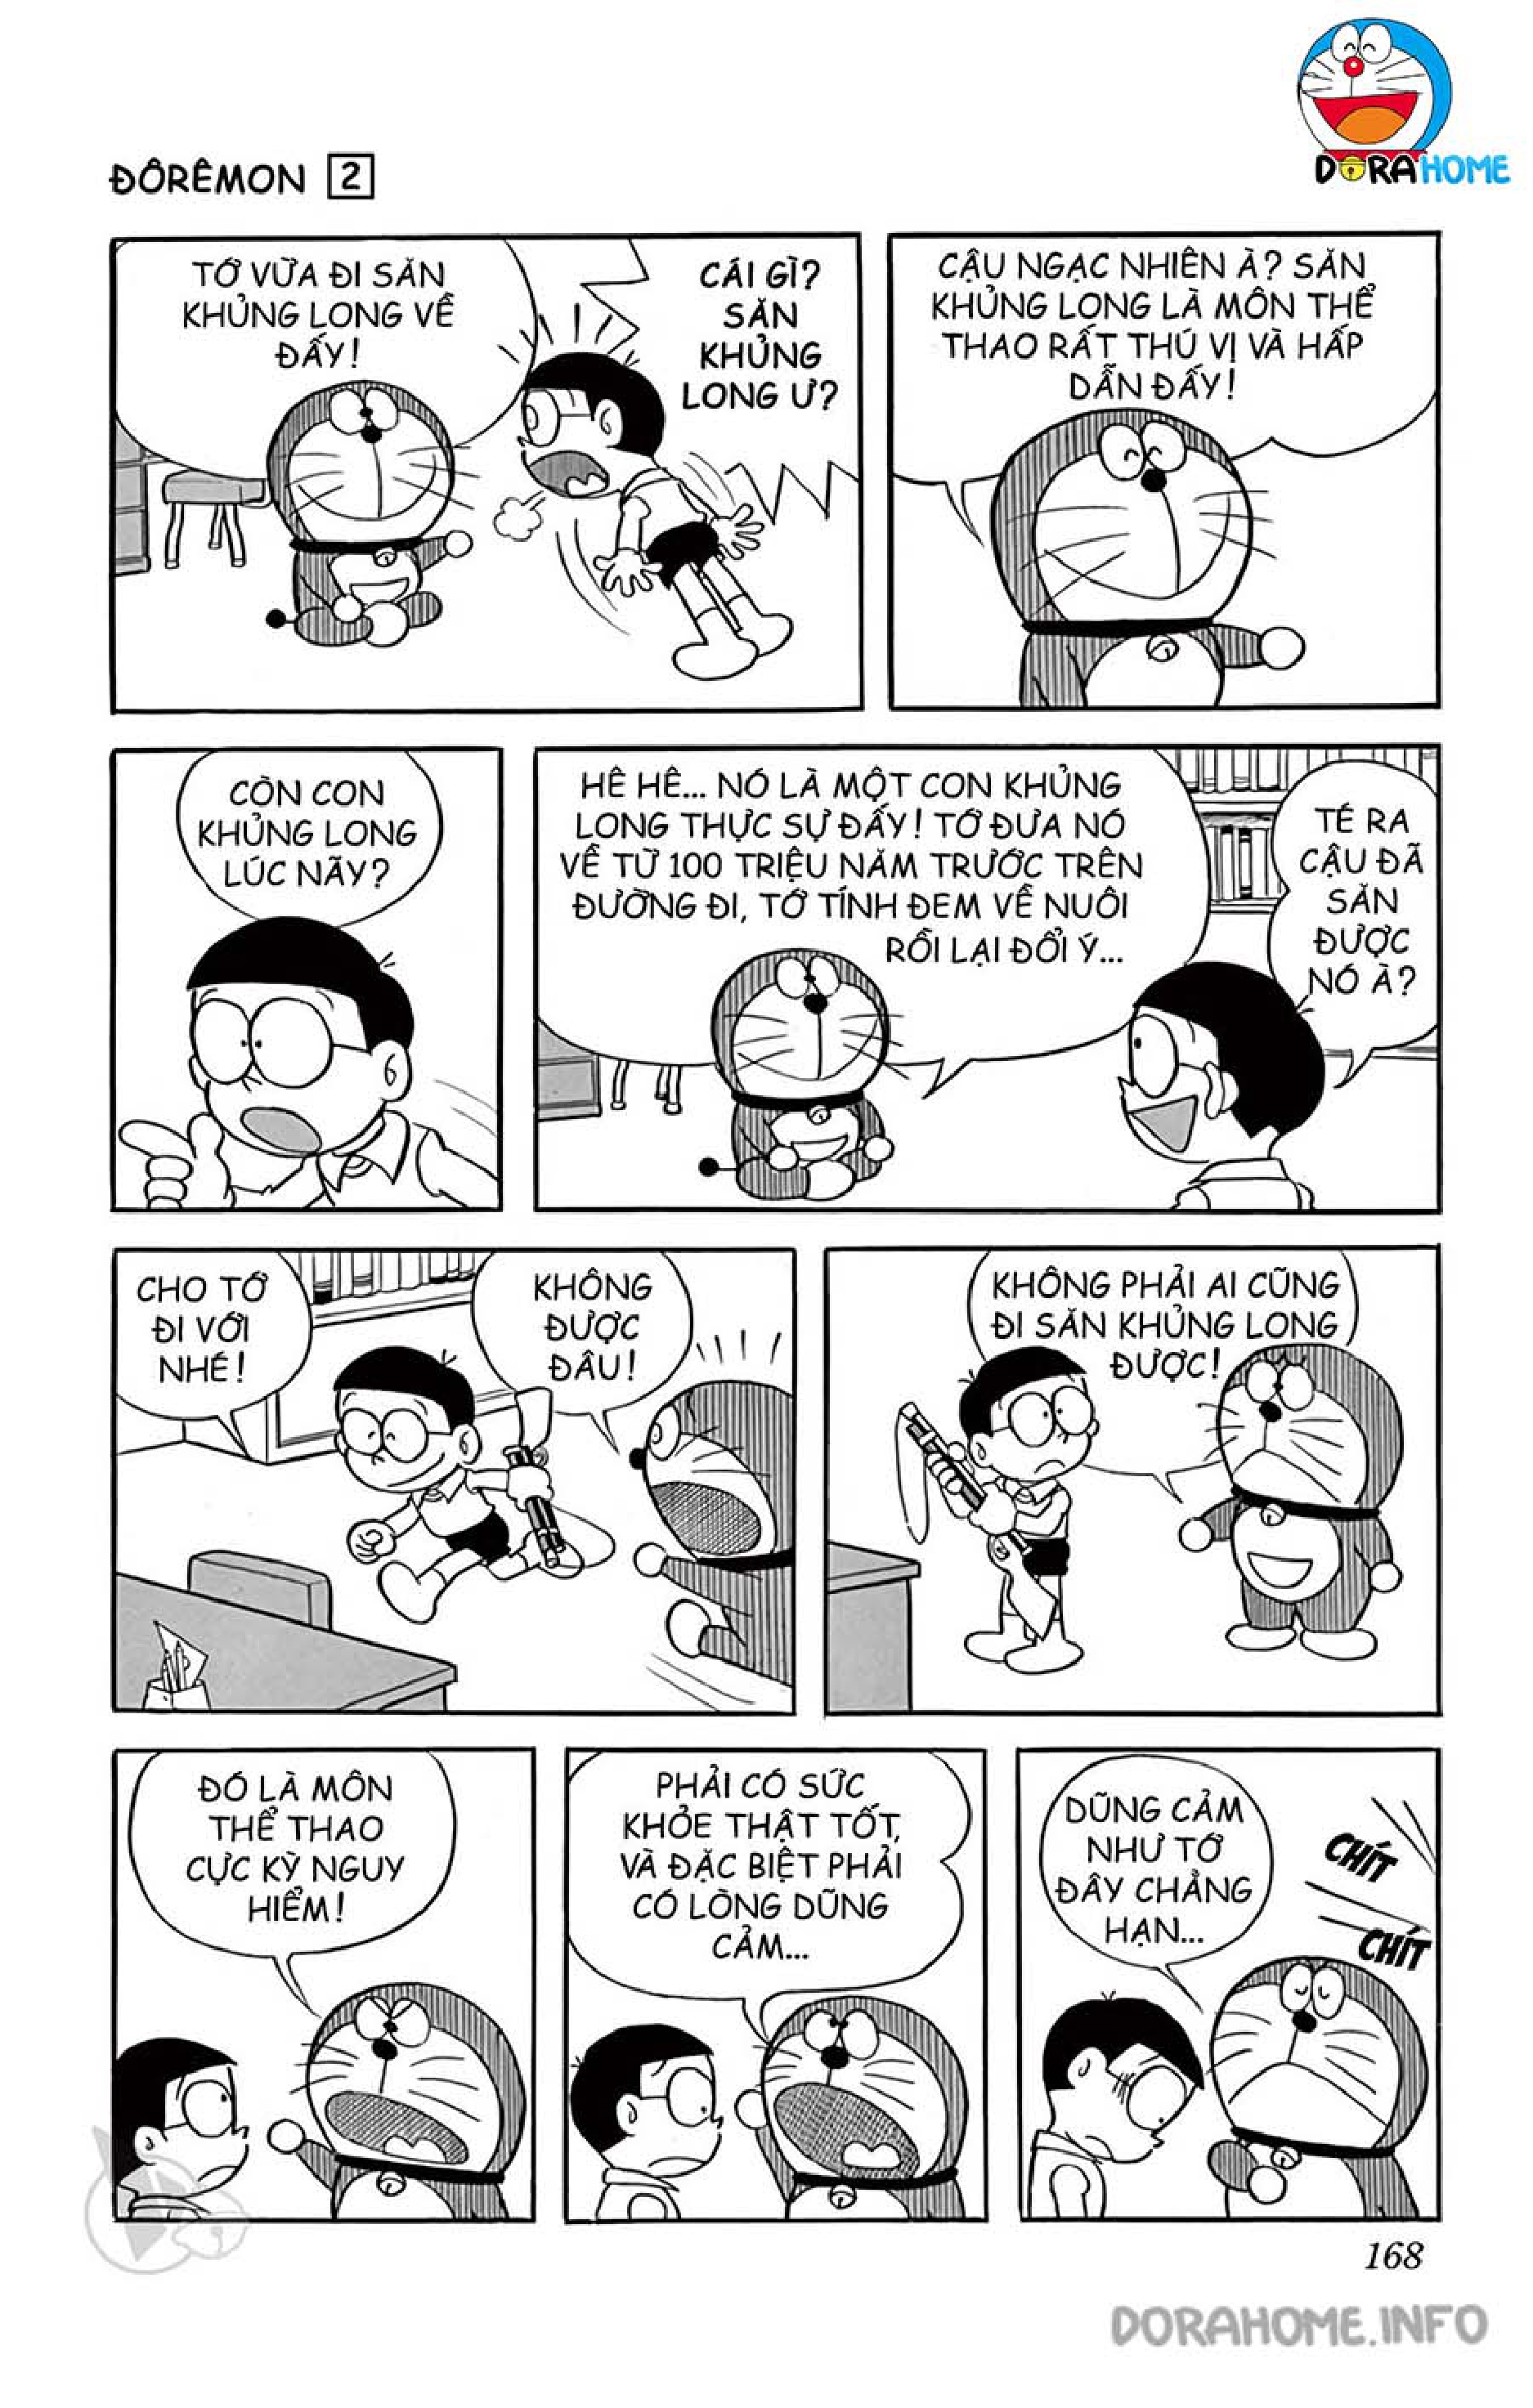 DORAHOME
ĐÔRÊMON 2
TỚ VỪA ĐI SĂN
KHỦNG LONG VỀ
ĐẤY!
CÁI GÌ?
SĂN
KHỦNG
LONG Ư?
CẬU NGẠC NHIÊN À? SĂN
KHỦNG LONG LÀ MÔN THỂ
THAO RẤT THÚ VỊ VÀ HẤP
DẪN ĐẤY!
CÒN CON
KHỦNG LONG
LÚC NÃY?
HÊ HÊ... NÓ LÀ MỘT CON KHỦNG
LONG THỰC SỰ ĐẤY! TỚ ĐƯA NÓ
VỀ TỪ 100 TRIỆU NĂM TRƯỚC TRÊN
ĐƯỜNG ĐI, TỚ TÍNH ĐEM VỀ NUÔI
RỒI LẠI ĐỔI Ý...
TÉ RA
CẬU ĐÃ
SĂN
ĐƯỢC
NÓ À?
CHO TỚ
ĐI VỚI
NHÉ!
KHÔNG
ĐƯỢC
ĐÂU!
KHÔNG PHẢI AI CŨNG
ĐI SĂN KHỦNG LONG
ĐƯỢC!
ĐÓ LÀ MÔN
THỂ THAO
CỰC KỲ NGUY
HIỂM!
PHẢI CÓ SỨC
KHỎE THẬT TỐT,
VÀ ĐẶC BIỆT PHẢI
CÓ LÒNG DŨNG
CẢM...
DŨNG CẢM
NHƯ TỚ
ĐÂY CHẲNG
HẠN...
CHÍT
CHÍT
168
DORAHOME.INFO